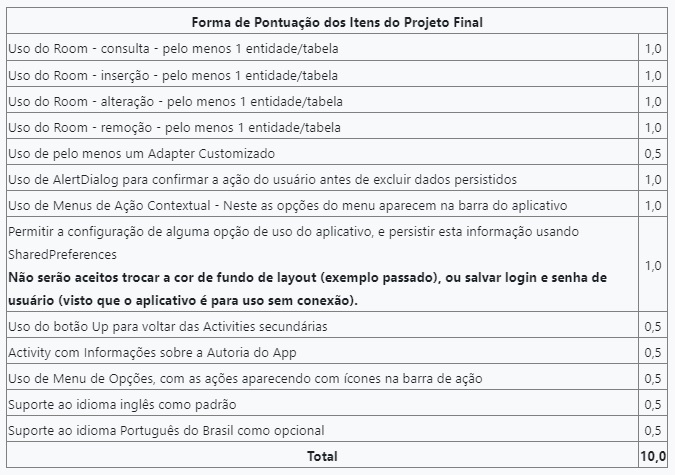 Forma de Pontuação dos Itens do Projeto Final
Uso do Room - consulta - pelo menos 1 entidade/tabela 1,0
Uso do Room - inserção - pelo menos 1 entidade/tabela 1,0
Uso do Room - alteração - pelo menos 1 entidade/tabela 1,0
Uso do Room - remoção - pelo menos 1 entidade/tabela 1,0
Uso de pelo menos um Adapter Customizado 0,5
Uso de AlertDialog para confirmar a ação do usuário antes de excluir dados persistidos 1,0
Uso de Menus de Ação Contextual - Neste as opções do menu aparecem na barra do aplicativo 1,0
Permitir a configuração de alguma opção de uso do aplicativo, e persistir esta informação usando
SharedPreferences
Não serão aceitos trocar a cor de fundo de layout (exemplo passado), ou salvar login e senha de
usuário (visto que o aplicativo é para uso sem conexão).
1,0
Uso do botão Up para voltar das Activities secundárias 0,5
Activity com Informações sobre a Autoria do App 0,5
Uso de Menu de Opções, com as ações aparecendo com ícones na barra de ação 0,5
Suporte ao idioma inglês como padrão 0,5
Suporte ao idioma Português do Brasil como opcional 0,5
Total 10,0